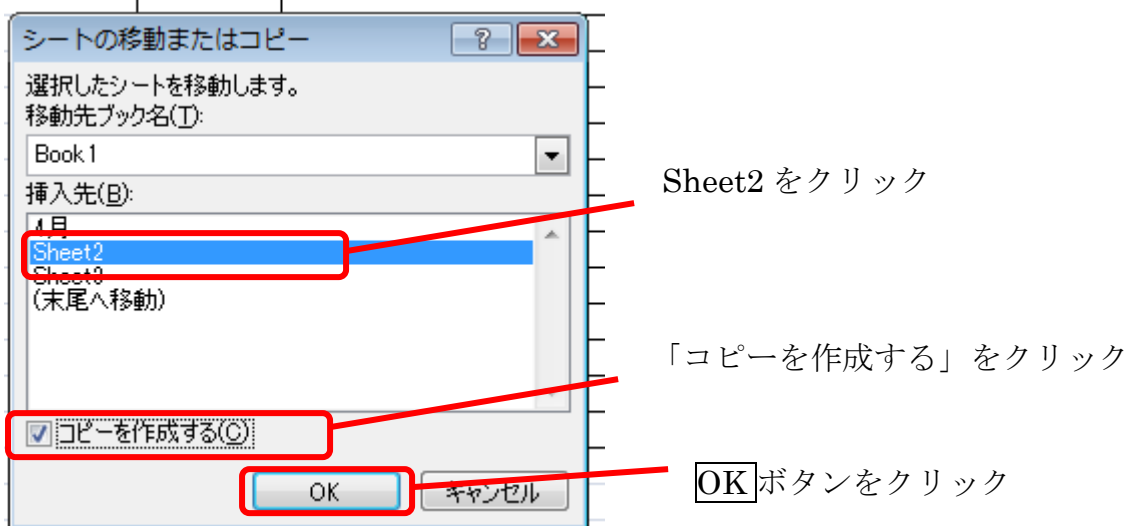 シートの移動またはコピー
選択したシートを移動します。
移動先ブック名(T):
Book1
Sheet2 をクリック
挿入先(B):
4月
Sheet2
Sheet3
(末尾へ移動)
「コピーを作成する」をクリック
コピーを作成する(C)
OK
キャンセル
OK ボタンをクリック